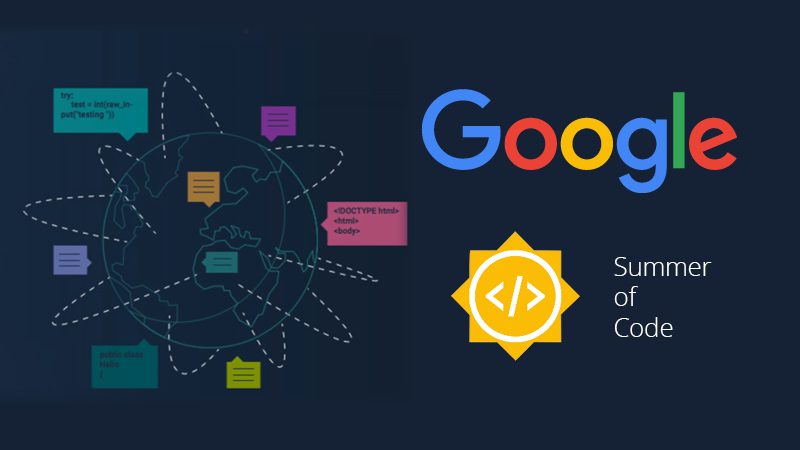 try:
test = int(raw_in-
put("testing "))
<!DOCTYPE html>
<html>
<body>
public class
Hello
{
Google
</>
Summer
of
Code